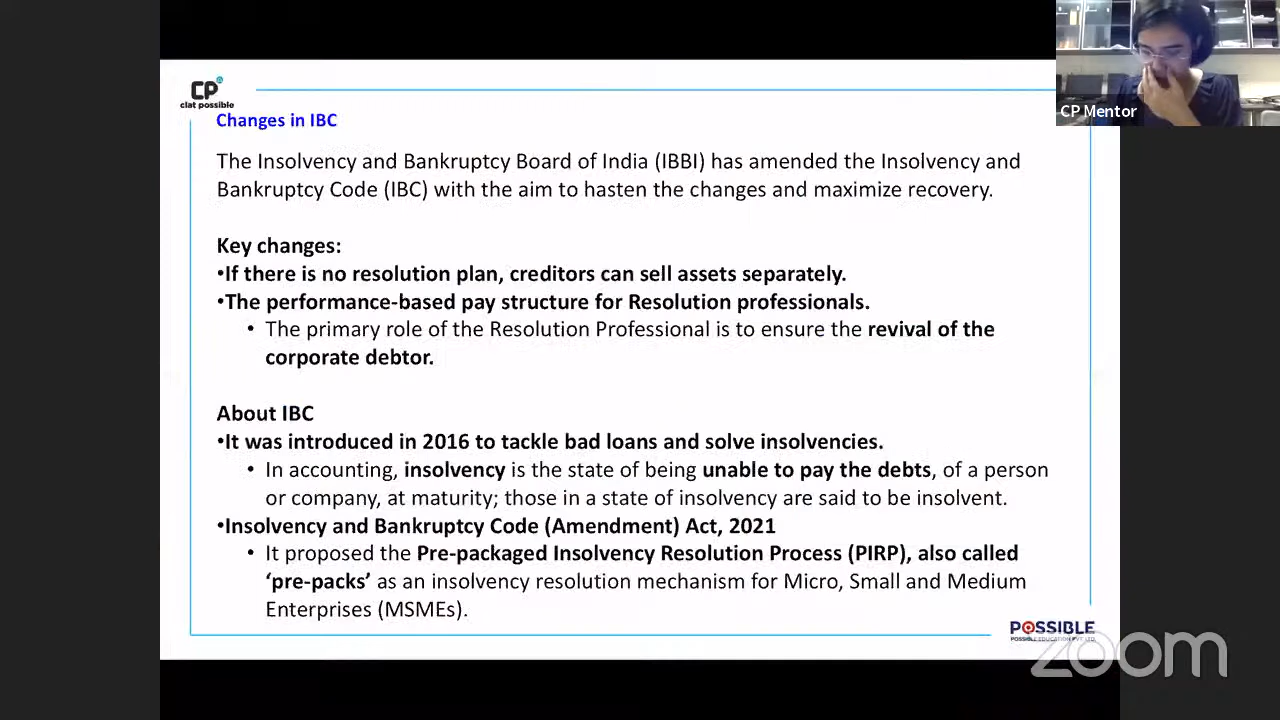 CP
clat possible
CP Mentor
Changes in IBC
The Insolvency and Bankruptcy Board of India (IBBI) has amended the Insolvency and
Bankruptcy Code (IBC) with the aim to hasten the changes and maximize recovery.
Key changes:
•If there is no resolution plan, creditors can sell assets separately.
•The performance-based pay structure for Resolution professionals.
• The primary role of the Resolution Professional is to ensure the revival of the
corporate debtor.
About IBC
•It was introduced in 2016 to tackle bad loans and solve insolvencies.
• In accounting, insolvency is the state of being unable to pay the debts, of a person
or company, at maturity; those in a state of insolvency are said to be insolvent.
•Insolvency and Bankruptcy Code (Amendment) Act, 2021
• It proposed the Pre-packaged Insolvency Resolution Process (PIRP), also called
‘pre-packs’ as an insolvency resolution mechanism for Micro, Small and Medium
Enterprises (MSMEs).
POSSIBLE
POSSIBLE EDUCATION PVT. LTD.
zoom